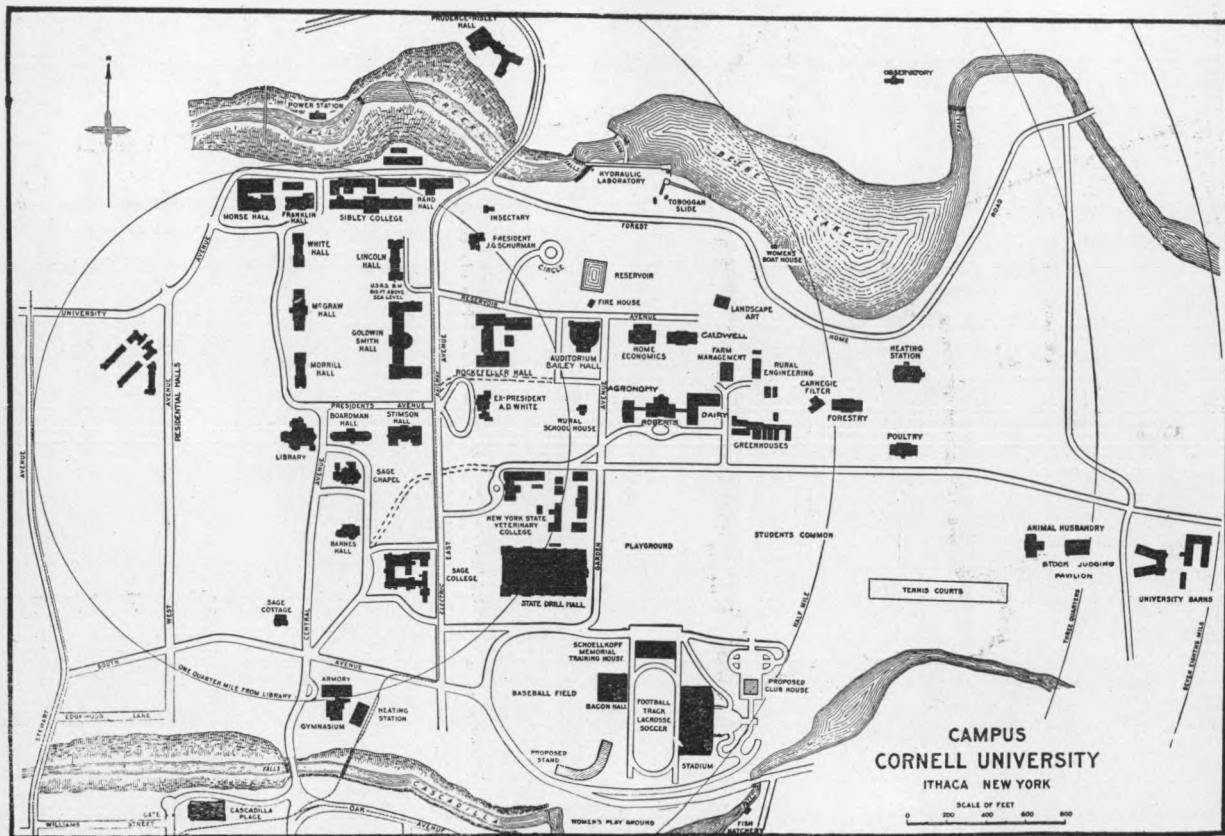 PRUDENCE-RISLEY
HALL
N
POWER STATION
FALL
CREEK
OBSERVATORY
HYDRAULIC
LABORATORY
BEEBE
LAKE
TOBOGGAN
SLIDE
MORSE HALL
FRANKLIN
HALL
SIBLEY COLLEGE
RAND
HALL
INSECTARY
FOREST
ROAD
WHITE
HALL
LINCOLN
HALL
PRESIDENT
J.G. SCHURMAN
CIRCLE
WOMEN'S
BOAT HOUSE
AVENUE
RESERVOIR
U.S.G.S. B.M.
810 FT. ABOVE
SEA LEVEL
UNIVERSITY
McGRAW
HALL
RESERVOIR
FIRE HOUSE
AVENUE
LANDSCAPE
ART
HOME
GOLDWIN
SMITH
HALL
AVENUE
AUDITORIUM
BAILEY HALL
HOME
ECONOMICS
CALDWELL
FARM
MANAGEMENT
RURAL
ENGINEERING
HEATING
STATION
MORRILL
HALL
ROCKEFELLER HALL
CARNEGIE
FILTER
RESIDENTIAL HALLS
AVENUE
RAILWAY
EX-PRESIDENT
A.D. WHITE
AVENUE
AGRONOMY
ROBERTS
DAIRY
FORESTRY
PRESIDENTS
AVENUE
BOARDMAN
HALL
STIMSON
HALL
RURAL
SCHOOL HOUSE
GREENHOUSES
POULTRY
LIBRARY
AVENUE
AVENUE
SAGE
CHAPEL
NEW YORK STATE
VETERINARY
COLLEGE
BARNES
HALL
EAST
PLAYGROUND
STUDENTS COMMON
ANIMAL HUSBANDRY
STOCK JUDGING
PAVILION
GARDEN
SAGE
COLLEGE
STATE DRILL HALL
ELECTRIC
TENNIS COURTS
UNIVERSITY BARNS
SAGE
COTTAGE
WEST
CENTRAL
HALF MILE
THREE QUARTERS
SEVEN EIGHTHS MILE
SCHOELLKOPF
MEMORIAL
TRAINING HOUSE
SOUTH
AVENUE
ONE QUARTER MILE FROM LIBRARY
ARMORY
BASEBALL FIELD
BACON HALL
FOOTBALL
TRACK
LACROSSE
SOCCER
PROPOSED
CLUB HOUSE
STEWART
EDGEMOOR LANE
GYMNASIUM
HEATING
STATION
PROPOSED
STAND
STADIUM
CAMPUS
CORNELL UNIVERSITY
ITHACA NEW YORK
SCALE OF FEET
0 200 400 600 800
FALLS
CASCADILLA
GATE
CASCADILLA
PLACE
OAK
AVENUE
WOMEN'S PLAY GROUND
FISH
HATCHERY
WILLIAMS
STREET